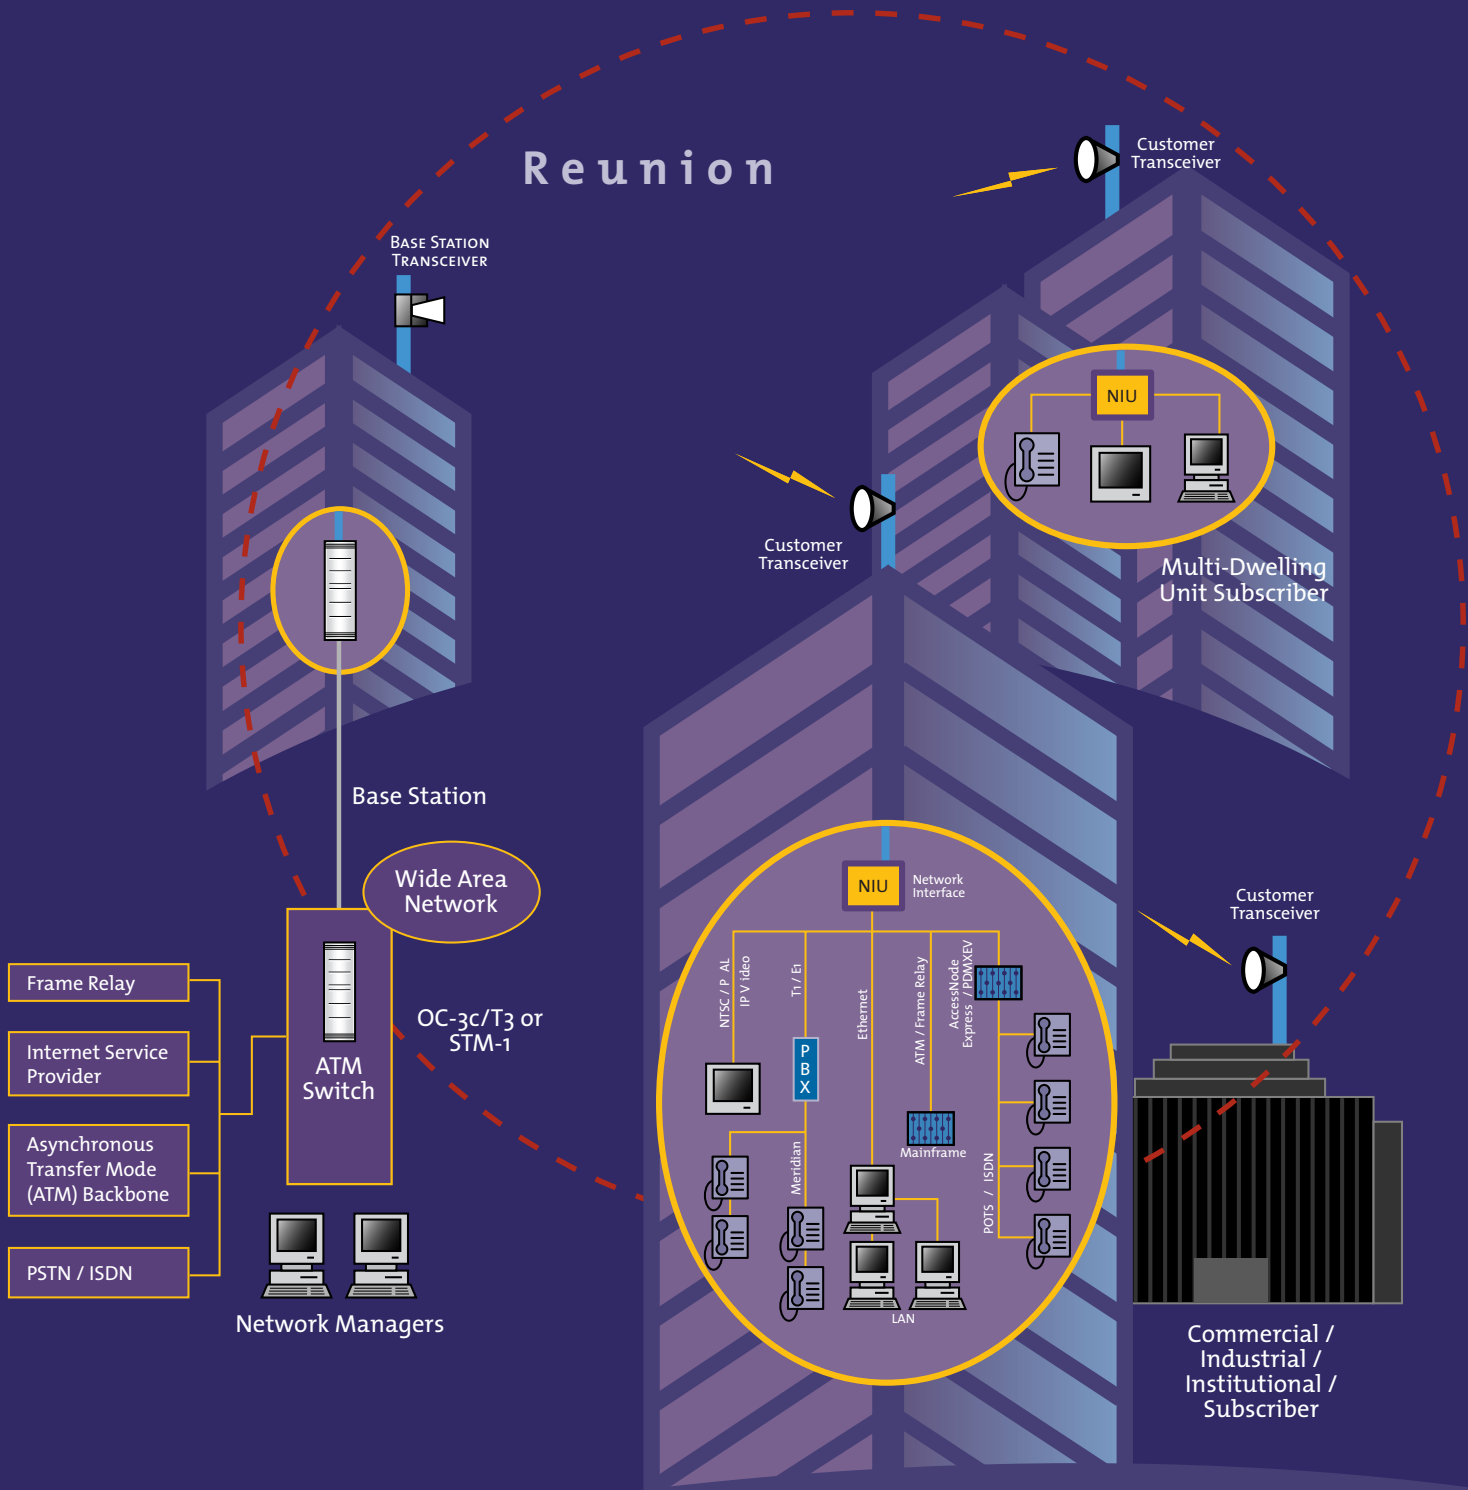 Reunion
Customer
Transceiver
BASE STATION
TRANSCEIVER
NIU
Customer
Transceiver
Multi-Dwelling
Unit Subscriber
Base Station
Wide Area
Network
NIU
Network
Interface
Customer
Transceiver
Frame Relay
Internet Service
Provider
Asynchronous
Transfer Mode
(ATM) Backbone
PSTN / ISDN
ATM
Switch
OC-3c/T3 or
STM-1
Network Managers
NTSC / P AL
IP V ideo
T1 / E1
Ethernet
ATM / Frame Relay
AccessNode
Express / PDMXEV
P
B
X
Meridian
Mainframe
POTS / ISDN
LAN
Commercial /
Industrial /
Institutional /
Subscriber